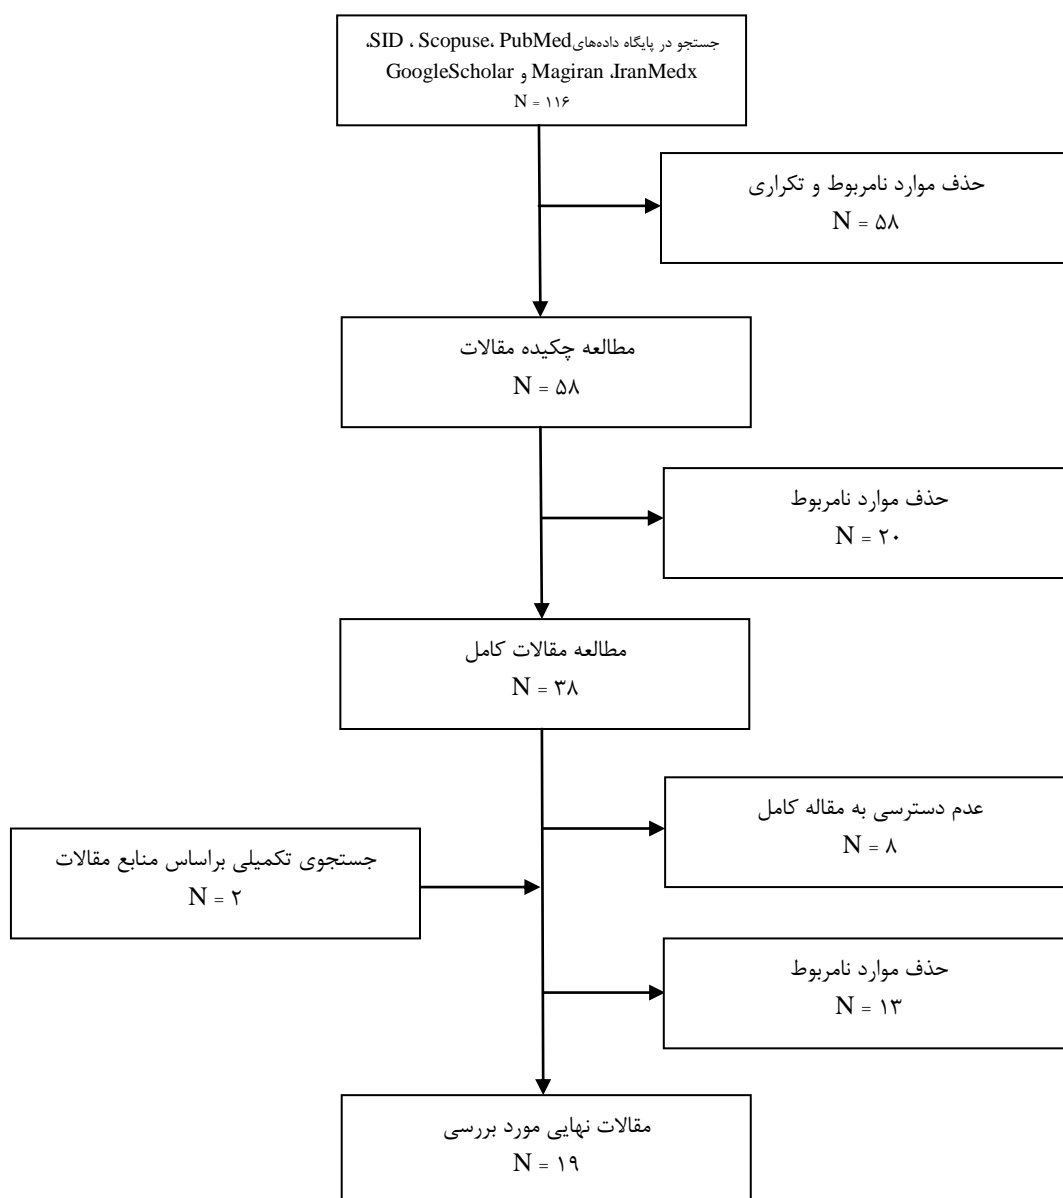 جستجو در پایگاه داده‌های PubMed ،Scopuse ، SID،
IranMedx، Magiran و GoogleScholar
N = ۱۱۶
حذف موارد نامربوط و تکراری
N = ۵۸
مطالعه چکیده مقالات
N = ۵۸
حذف موارد نامربوط
N = ۲۰
مطالعه مقالات کامل
N = ۳۸
عدم دسترسی به مقاله کامل
N = ۸
جستجوی تکمیلی براساس منابع مقالات
N = ۲
حذف موارد نامربوط
N = ۱۳
مقالات نهایی مورد بررسی
N = ۱۹